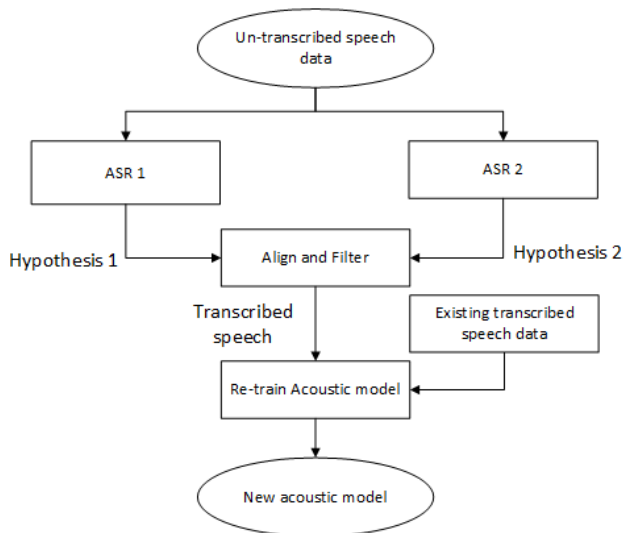 Un-transcribed speech
data
ASR 1
ASR 2
Hypothesis 1
Align and Filter
Hypothesis 2
Transcribed
speech
Existing transcribed
speech data
Re-train Acoustic model
New acoustic model